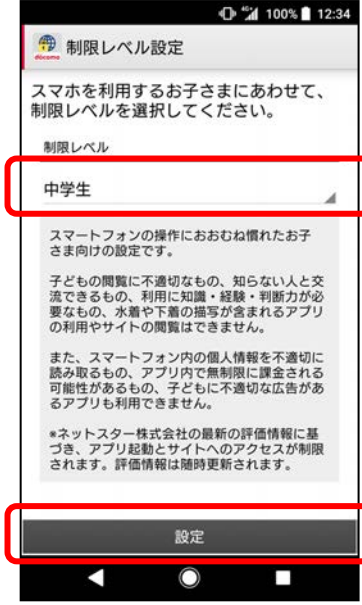 100% 12:34
docomo
制限レベル設定
スマホを利用するお子さまにあわせて、
制限レベルを選択してください。
制限レベル
中学生
スマートフォンの操作におおむね慣れたお子
さま向けの設定です。
子どもの閲覧に不適切なもの、知らない人と交
流できるもの、利用に知識・経験・判断力が必
要なもの、水着や下着の描写が含まれるアプリ
の利用やサイトの閲覧はできません。
また、スマートフォン内の個人情報を不適切に
読み取るもの、アプリ内で無制限に課金される
可能性があるもの、子どもに不適切な広告があ
るアプリも利用できません。
※ネットスター株式会社の最新の評価情報に基
づき、アプリ起動とサイトへのアクセスが制限
されます。評価情報は随時更新されます。
設定